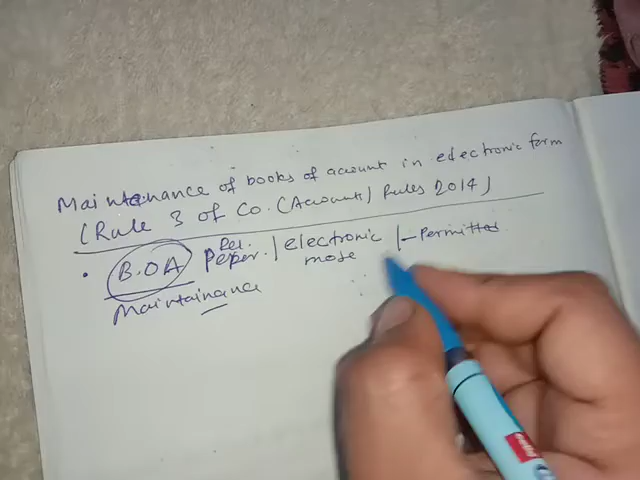 Maintenance of books of account in electronic form
(Rule 3 of Co. (Account) Rules 2014)
• B.O.A Paper. | electronic | - Permitted
mode
Maintainance